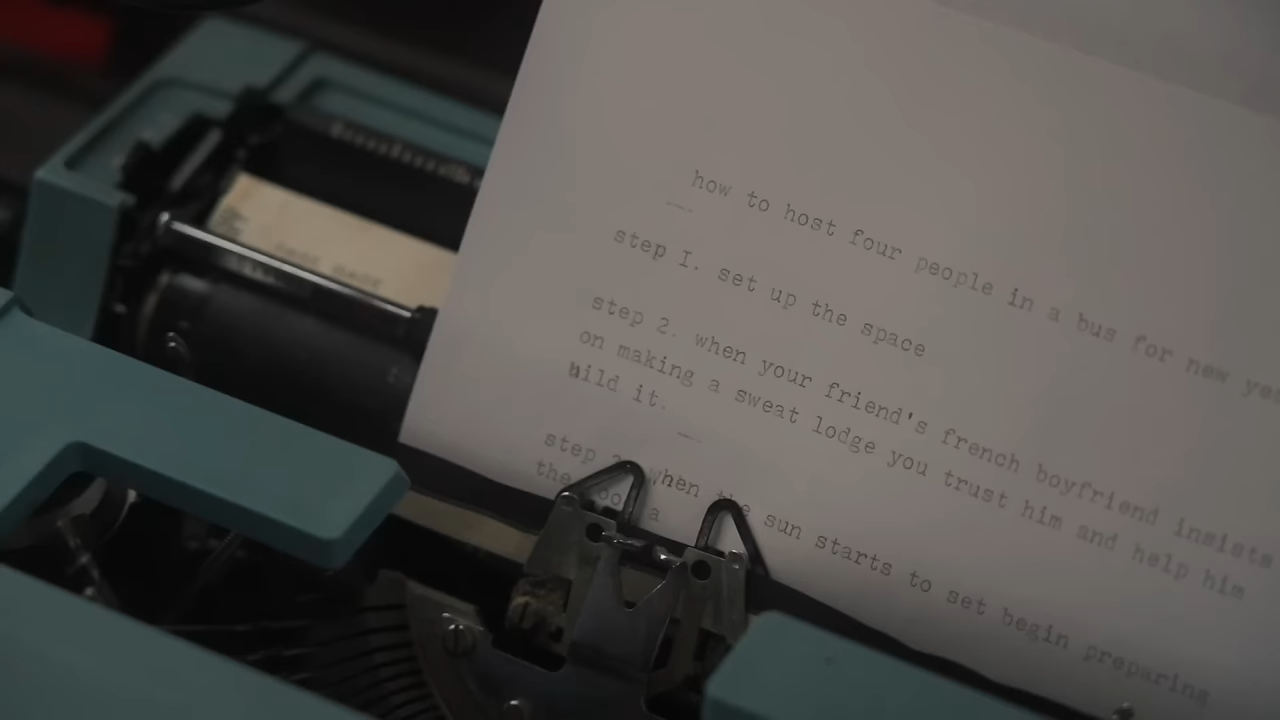 how to host four people in a bus for new
step I. set up the space
step 2. when your friend's french boyfriend insists
on making a sweat lodge you trust him and help him
uild it.
step when the sun starts to set begin preparing
the a